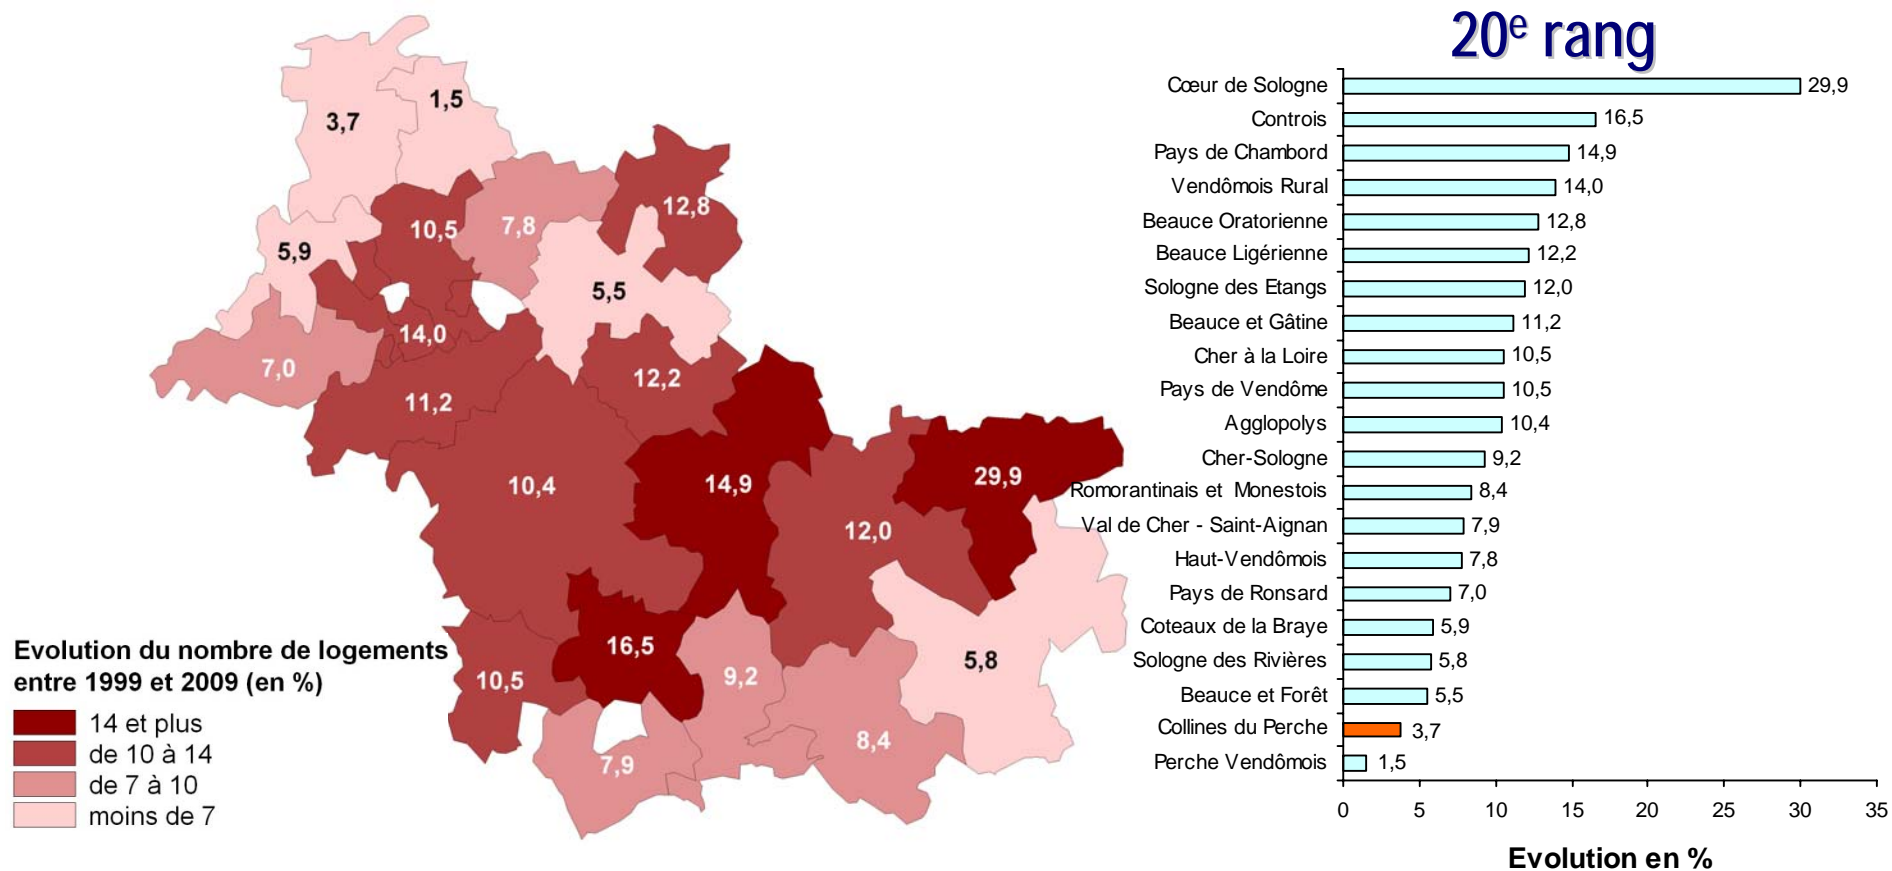 20e rang
3,7
1,5
12,8
10,5
7,8
5,9
5,5
14,0
7,0
12,2
11,2
10,4
14,9
29,9
12,0
16,5
5,8
10,5
9,2
8,4
7,9
Evolution du nombre de logements
entre 1999 et 2009 (en %)
14 et plus
de 10 à 14
de 7 à 10
moins de 7
Cœur de Sologne 29,9
Controis 16,5
Pays de Chambord 14,9
Vendômois Rural 14,0
Beauce Oratorienne 12,8
Beauce Ligérienne 12,2
Sologne des Etangs 12,0
Beauce et Gâtine 11,2
Cher à la Loire 10,5
Pays de Vendôme 10,5
Agglopolys 10,4
Cher-Sologne 9,2
Romorantinais et Monestois 8,4
Val de Cher - Saint-Aignan 7,9
Haut-Vendômois 7,8
Pays de Ronsard 7,0
Coteaux de la Braye 5,9
Sologne des Rivières 5,8
Beauce et Forêt 5,5
Collines du Perche 3,7
Perche Vendômois 1,5
0 5 10 15 20 25 30 35
Evolution en %